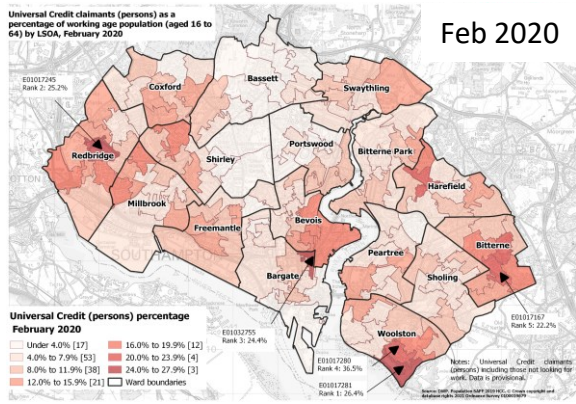 Universal Credit claimants (persons) as a
percentage of working age population (aged 16 to
64) by LSOA, February 2020
Feb 2020
E01017245
Rank 2: 25.2%
Coxford
Bassett
Swaythling
Redbridge
Shirley
Portswood
Bitterne Park
Millbrook
Harefield
Freemantle
Bevois
Bargate
Peartree
Bitterne
Sholing
SOUTHAMPTON
E01032755
Rank 3: 24.4%
E01017167
Rank 5: 22.2%
Woolston
E01017280
Rank 4: 36.5%
E01017281
Rank 1: 26.4%
Universal Credit (persons) percentage
February 2020
Under 4.0% [17]
4.0% to 7.9% [53]
8.0% to 11.9% [38]
12.0% to 15.9% [21]
16.0% to 19.9% [12]
20.0% to 23.9% [4]
24.0% to 27.9% [3]
Ward boundaries
Notes: Universal Credit claimants
(persons) including those not looking for
work. Data is provisional.